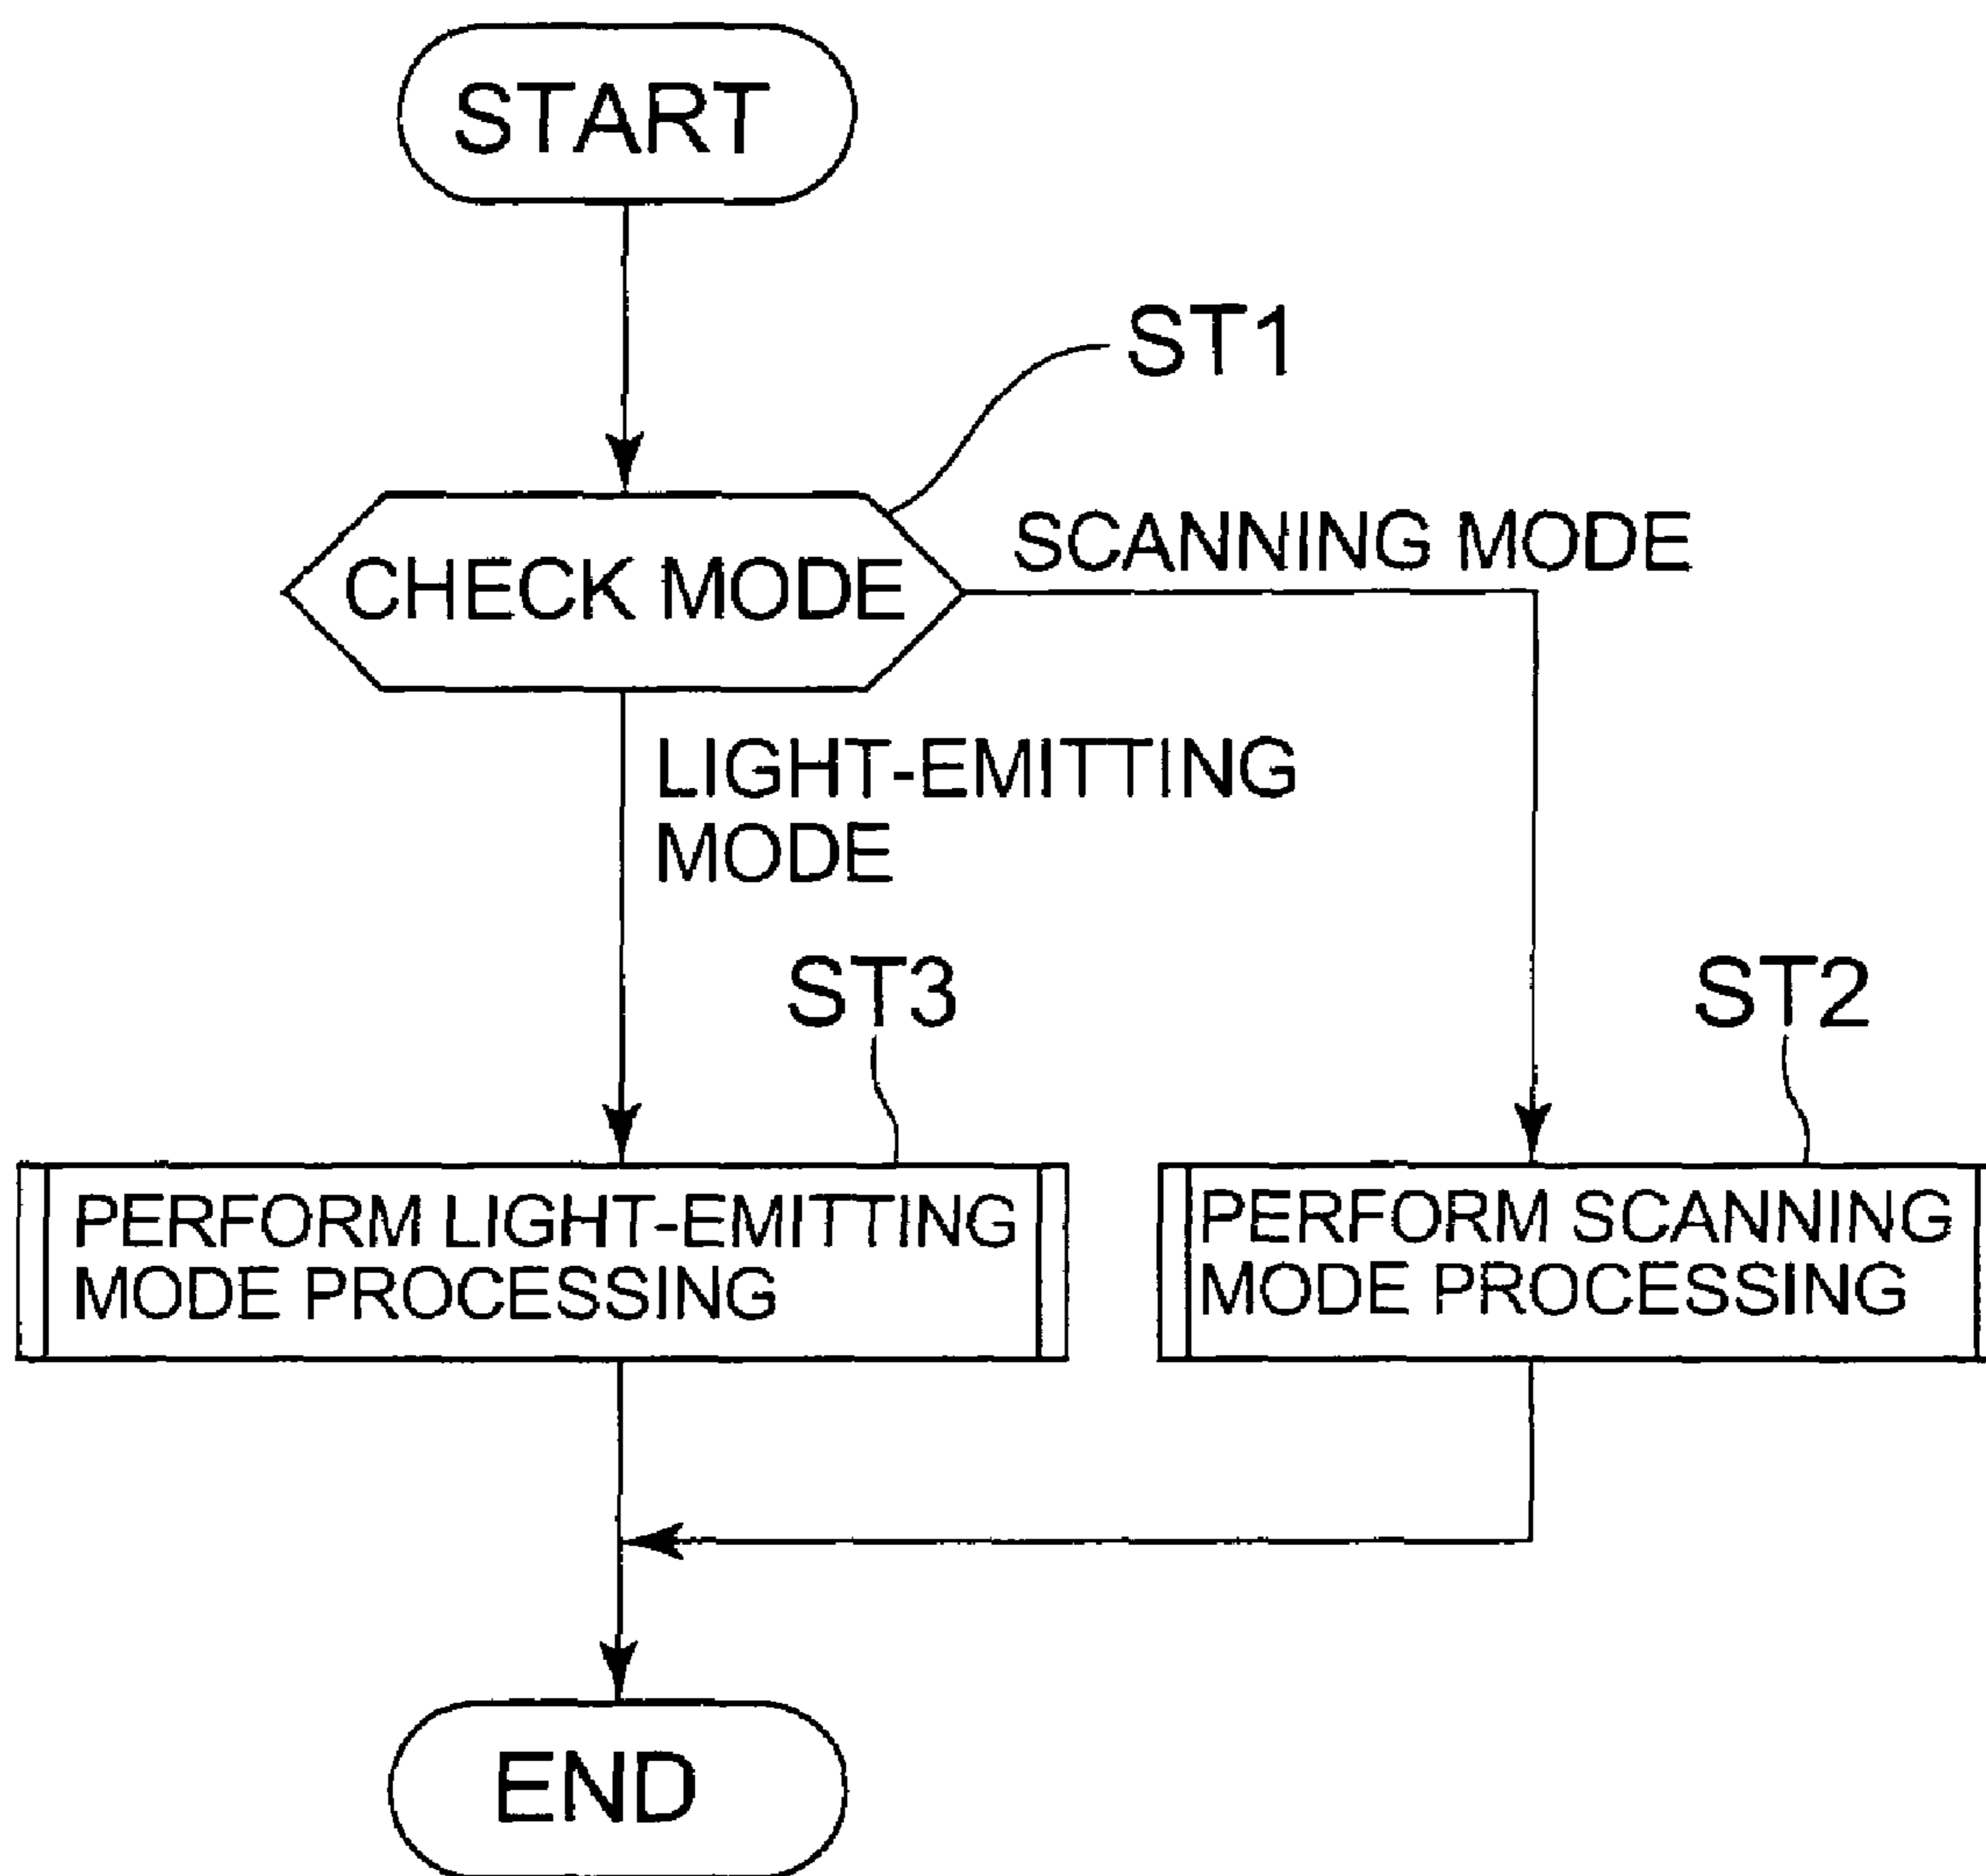 START
ST1
CHECK MODE
SCANNING MODE
LIGHT-EMITTING
MODE
ST3
ST2
PERFORM LIGHT-EMITTING
MODE PROCESSING
PERFORM SCANNING
MODE PROCESSING
END